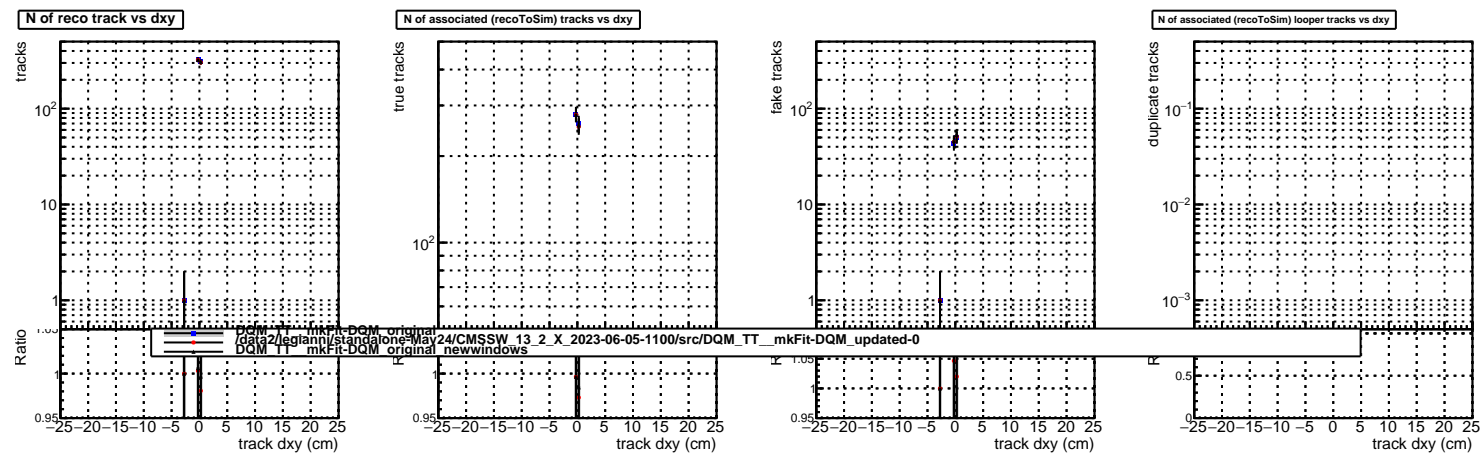 N of reco track vs dxy
N of associated (recoToSim) tracks vs dxy
N of associated (recoToSim) looper tracks vs dxy
tracks
10²
10
1
true tracks
10²
fake tracks
10²
10
1
duplicate tracks
10⁻¹
10⁻²
10⁻³
DQM_TT__mkFit-DQM_original
/data2/legianni/standalone-May24/CMSSW_13_2_X_2023-06-05-1100/src/DQM_TT__mkFit-DQM_updated-0
DQM_TT__mkFit-DQM_original_newwindows
Ratio
1.05
1
0.95
−25 −20 −15 −10 −5 0 5 10 15 20 25
track dxy (cm)
1
0.95
−25 −20 −15 −10 −5 0 5 10 15 20 25
track dxy (cm)
1.05
1
0.95
−25 −20 −15 −10 −5 0 5 10 15 20 25
track dxy (cm)
0.5
0
−25 −20 −15 −10 −5 0 5 10 15 20 25
track dxy (cm)